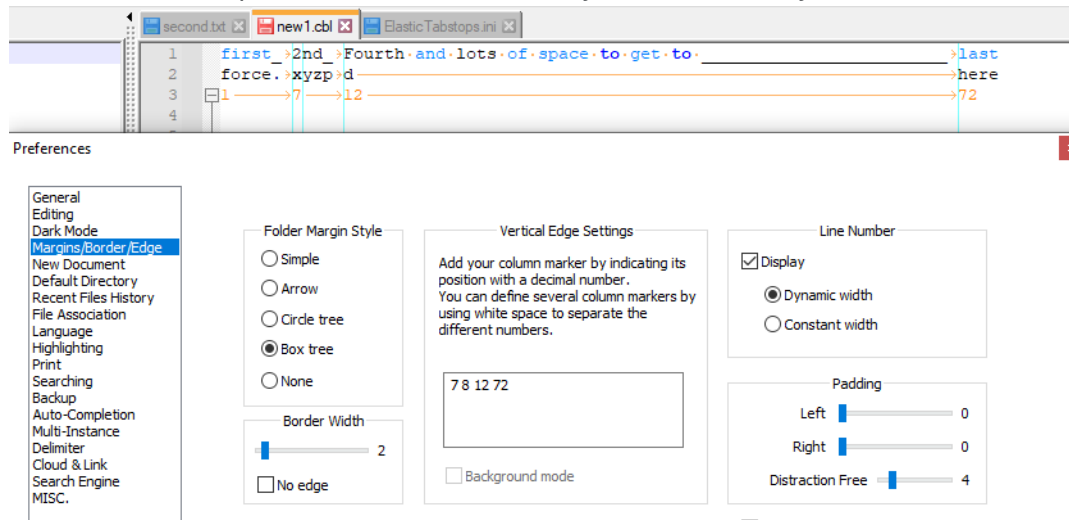 second.txt new1.cbl ElasticTabstops.ini
1 first_→2nd_→Fourth·and·lots·of·space·to·get·to·______________________→last
2 force.→xyzp→d→here
3 1→7→12→72
4
Preferences
General
Editing
Dark Mode
Margins/Border/Edge
New Document
Default Directory
Recent Files History
File Association
Language
Highlighting
Print
Searching
Backup
Auto-Completion
Multi-Instance
Delimiter
Cloud & Link
Search Engine
MISC.
Folder Margin Style
Simple
Arrow
Circle tree
Box tree
None
Border Width
2
No edge
Vertical Edge Settings
Add your column marker by indicating its
position with a decimal number.
You can define several column markers by
using white space to separate the
different numbers.
7 8 12 72
Background mode
Line Number
Display
Dynamic width
Constant width
Padding
Left 0
Right 0
Distraction Free 4